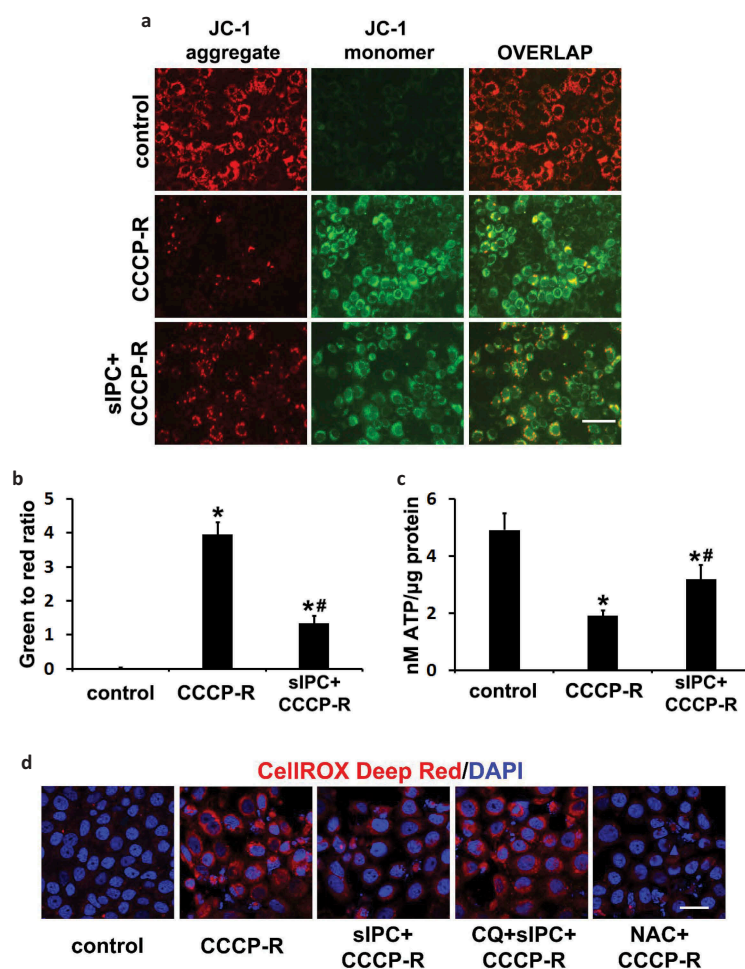 a
JC-1 aggregate
JC-1 monomer
OVERLAP
control
CCCP-R
sIPC+
CCCP-R
b
Green to red ratio
5
4
3
2
1
0
*
*#
control
CCCP-R
sIPC+
CCCP-R
c
nM ATP/µg protein
6
4
2
0
*
*#
control
CCCP-R
sIPC+
CCCP-R
d
CellROX Deep Red/DAPI
control
CCCP-R
sIPC+
CCCP-R
CQ+sIPC+
CCCP-R
NAC+
CCCP-R